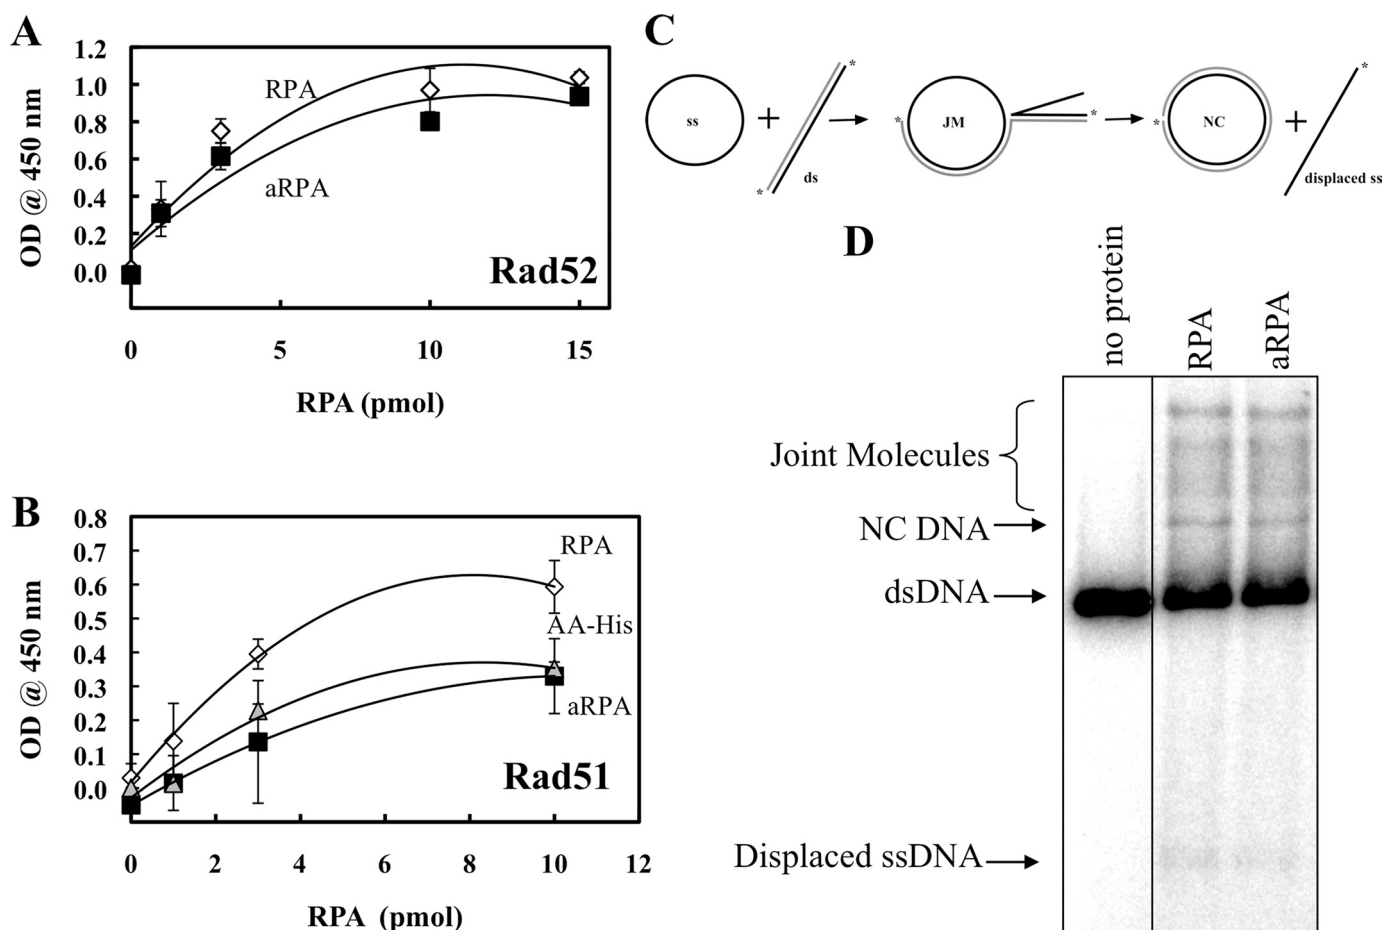 A
OD @ 450 nm
1.2
1.0
0.8
0.6
0.4
0.2
0.0
RPA
aRPA
Rad52
0 5 10 15
RPA (pmol)
B
OD @ 450 nm
0.8
0.7
0.6
0.5
0.4
0.3
0.2
0.1
0.0
RPA
AA-His
aRPA
Rad51
0 2 4 6 8 10 12
RPA (pmol)
C
ss
+
*
*
ds
*
JM
*
*
NC
+
*
displaced ss
D
no protein
RPA
aRPA
Joint Molecules
NC DNA
dsDNA
Displaced ssDNA